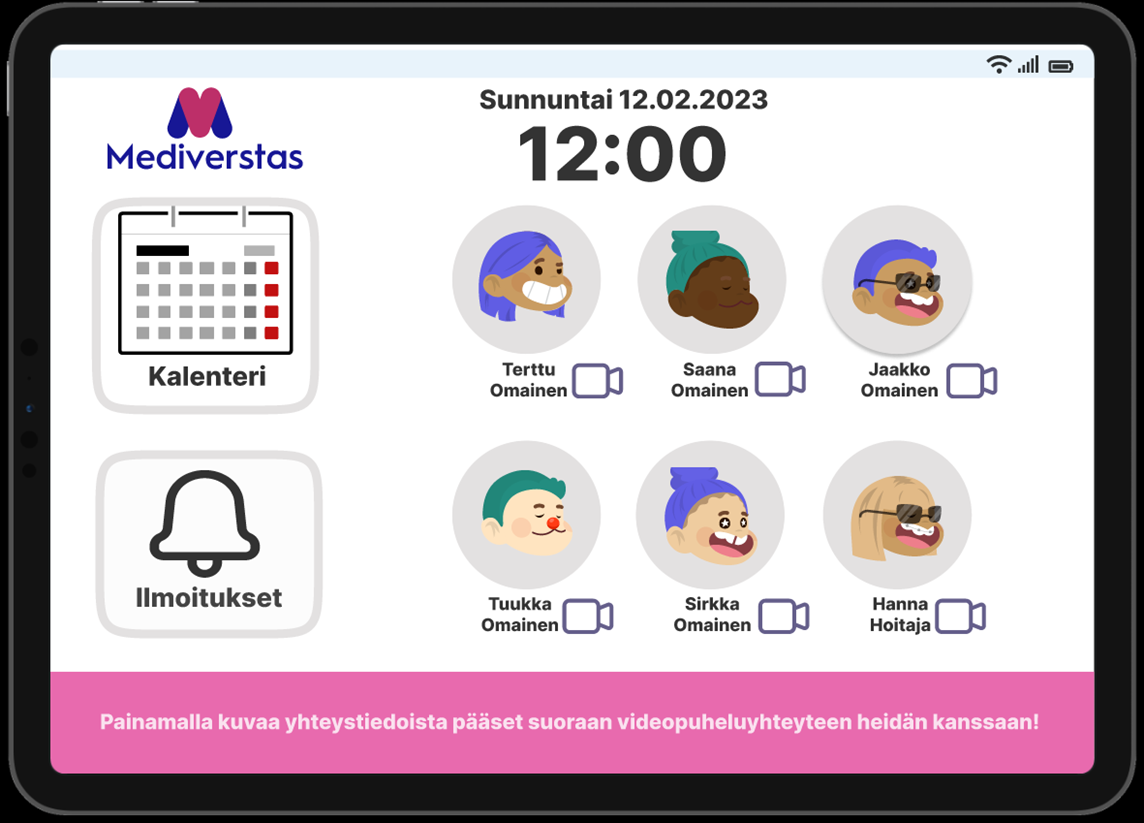 Sunnuntai 12.02.2023
12:00
Mediverstas
Kalenteri
Ilmoitukset
Terttu
Omainen
Saana
Omainen
Jaakko
Omainen
Tuukka
Omainen
Sirkka
Omainen
Hanna
Hoitaja
Painamalla kuvaa yhteystiedoista pääset suoraan videopuheluyhteyteen heidän kanssaan!